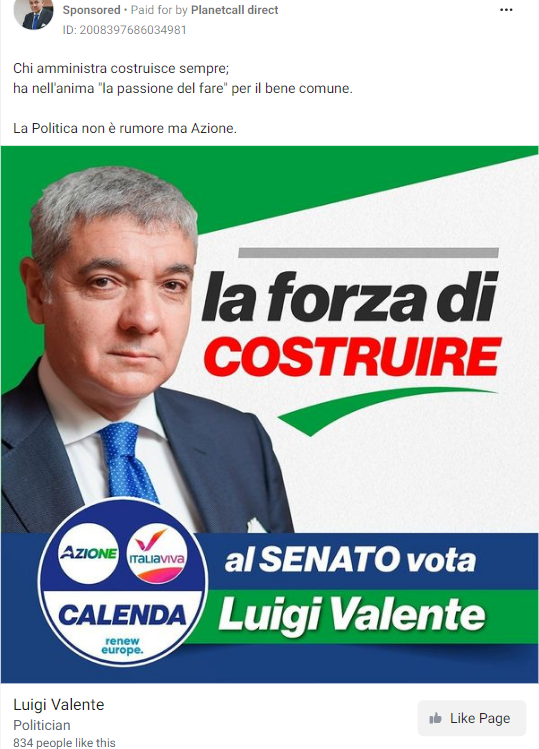 Sponsored • Paid for by Planetcall direct
ID: 2008397686034981
Chi amministra costruisce sempre;
ha nell'anima "la passione del fare" per il bene comune.
La Politica non è rumore ma Azione.
la forza di
COSTRUIRE
AZIONE
ITALIAVIVA
CALENDA
renew
europe.
al SENATO vota
Luigi Valente
Luigi Valente
Politician
834 people like this
Like Page